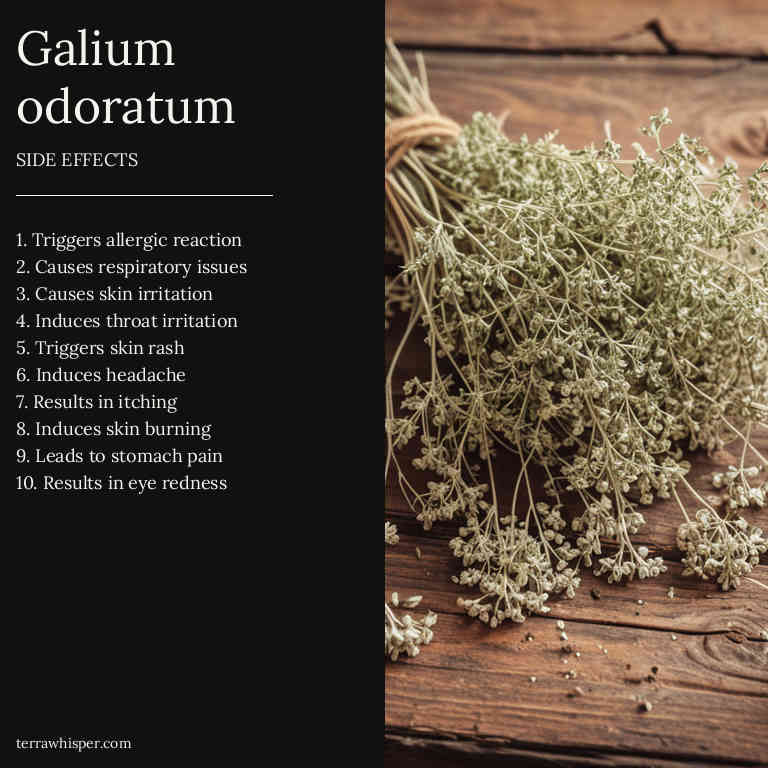 Galium
odoratum
SIDE EFFECTS
1. Triggers allergic reaction
2. Causes respiratory issues
3. Causes skin irritation
4. Induces throat irritation
5. Triggers skin rash
6. Induces headache
7. Results in itching
8. Induces skin burning
9. Leads to stomach pain
10. Results in eye redness
terrawhisper.com